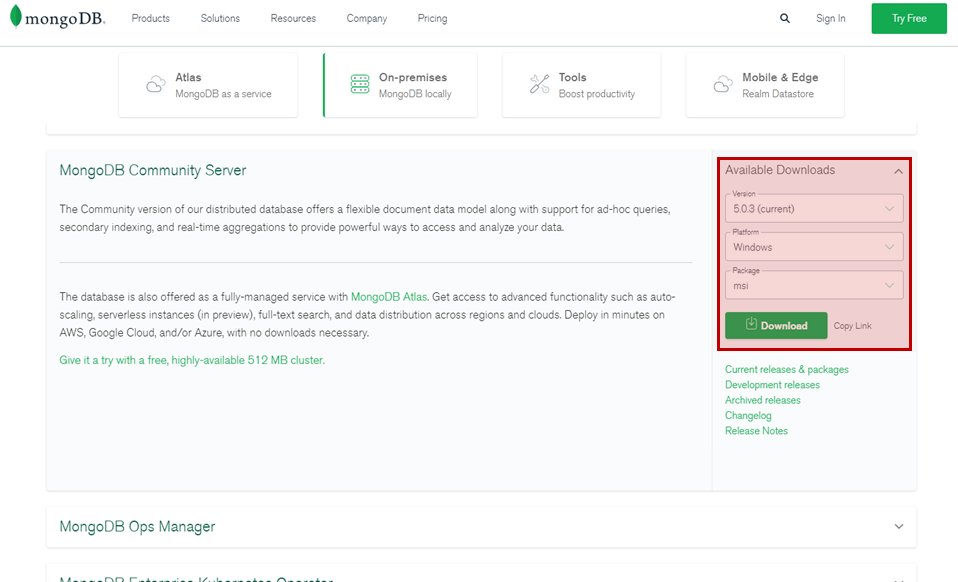 mongoDB.
Products
Solutions
Resources
Company
Pricing
Sign In
Try Free
Atlas
MongoDB as a service
On-premises
MongoDB locally
Tools
Boost productivity
Mobile & Edge
Realm Datastore
MongoDB Community Server
The Community version of our distributed database offers a flexible document data model along with support for ad-hoc queries,
secondary indexing, and real-time aggregations to provide powerful ways to access and analyze your data.
The database is also offered as a fully-managed service with MongoDB Atlas. Get access to advanced functionality such as auto-
scaling, serverless instances (in preview), full-text search, and data distribution across regions and clouds. Deploy in minutes on
AWS, Google Cloud, and/or Azure, with no downloads necessary.
Give it a try with a free, highly-available 512 MB cluster.
Available Downloads
Version
5.0.3 (current)
Platform
Windows
Package
msi
Download
Copy Link
Current releases & packages
Development releases
Archived releases
Changelog
Release Notes
MongoDB Ops Manager
MongoDB Enterprise Kubernetes Operator